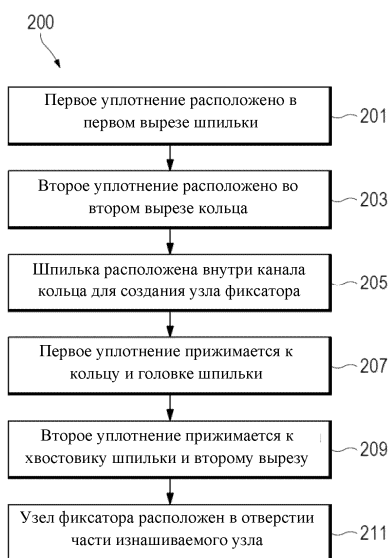 200
Первое уплотнение расположено в
первом вырезе шпильки
201
Второе уплотнение расположено во
втором вырезе кольца
203
Шпилька расположена внутри канала
кольца для создания узла фиксатора
205
Первое уплотнение прижимается к
кольцу и головке шпильки
207
Второе уплотнение прижимается к
хвостовику шпильки и второму вырезу
209
Узел фиксатора расположен в отверстии
части изнашиваемого узла
211